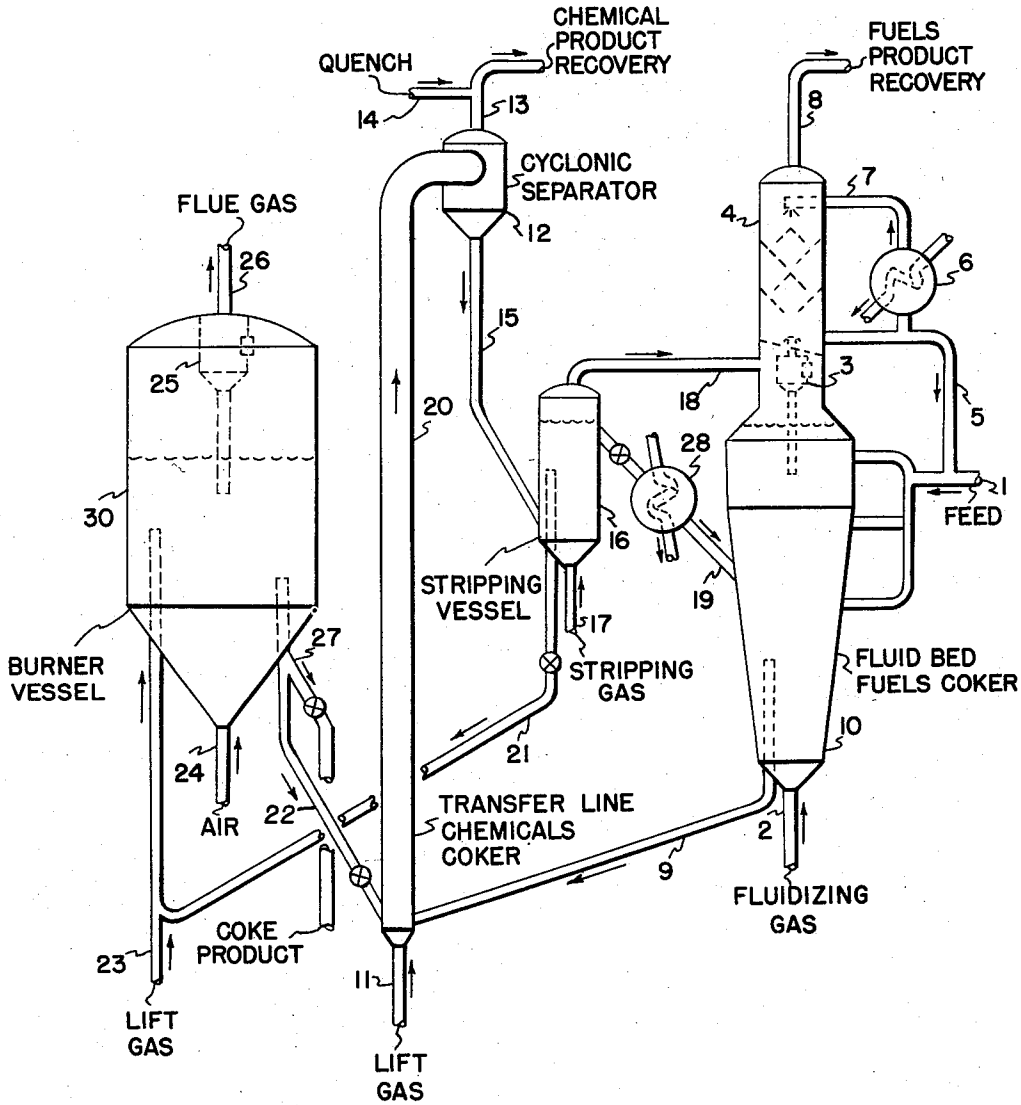 CHEMICAL
PRODUCT
RECOVERY
FUELS
PRODUCT
RECOVERY
QUENCH
14
13
8
CYCLONIC
SEPARATOR
12
7
4
6
FLUE GAS
26
15
25
20
18
3
5
28
1
FEED
30
16
19
STRIPPING
VESSEL
17
STRIPPING
GAS
27
BURNER
VESSEL
FLUID BED
FUELS COKER
10
21
24
AIR
22
TRANSFER LINE
CHEMICALS
COKER
2
9
FLUIDIZING
GAS
COKE
PRODUCT
23
11
LIFT
GAS
LIFT
GAS